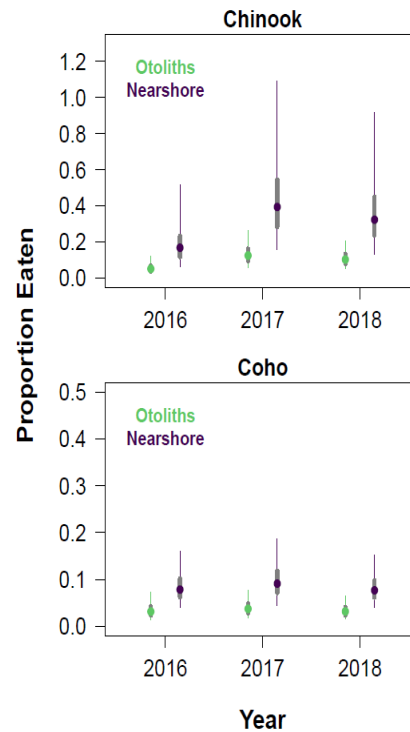 Chinook
Otoliths
Nearshore
1.2
1.0
0.8
0.6
0.4
0.2
0.0
2016 2017 2018
Proportion Eaten
Coho
Otoliths
Nearshore
0.5
0.4
0.3
0.2
0.1
0.0
2016 2017 2018
Year